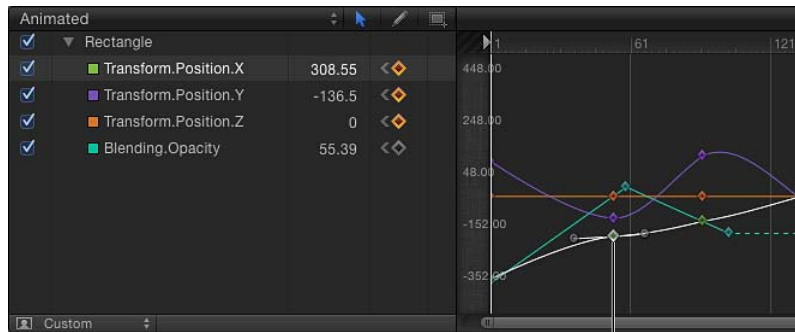 Animated
Rectangle
Transform.Position.X 308.55
Transform.Position.Y -136.5
Transform.Position.Z 0
Blending.Opacity 55.39
Custom
1 61 121
448.00
248.00
48.00
-152.00
-352.00